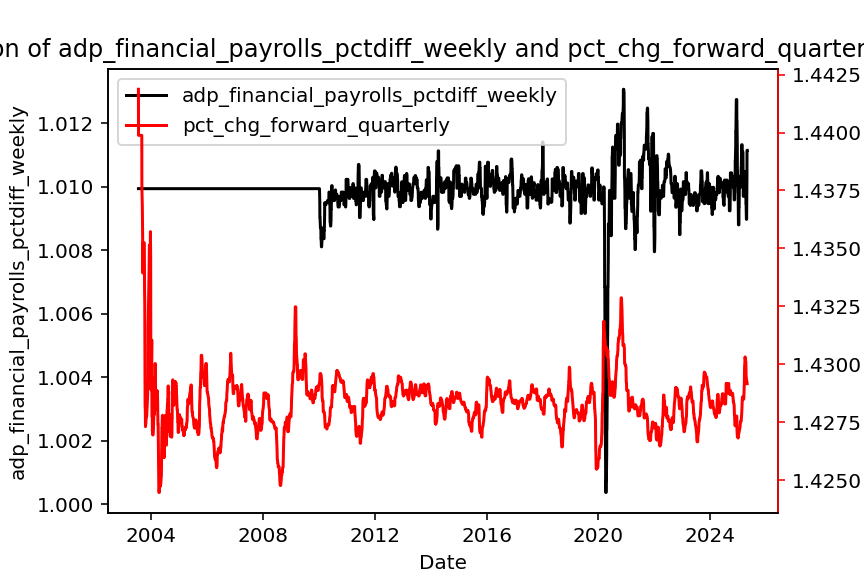 on of adp_financial_payrolls_pctdiff_weekly and pct_chg_forward_quarter
adp_financial_payrolls_pctdiff_weekly
pct_chg_forward_quarterly
adp_financial_payrolls_pctdiff_weekly
1.012
1.010
1.008
1.006
1.004
1.002
1.000
1.4425
1.4400
1.4375
1.4350
1.4325
1.4300
1.4275
1.4250
2004 2008 2012 2016 2020 2024
Date